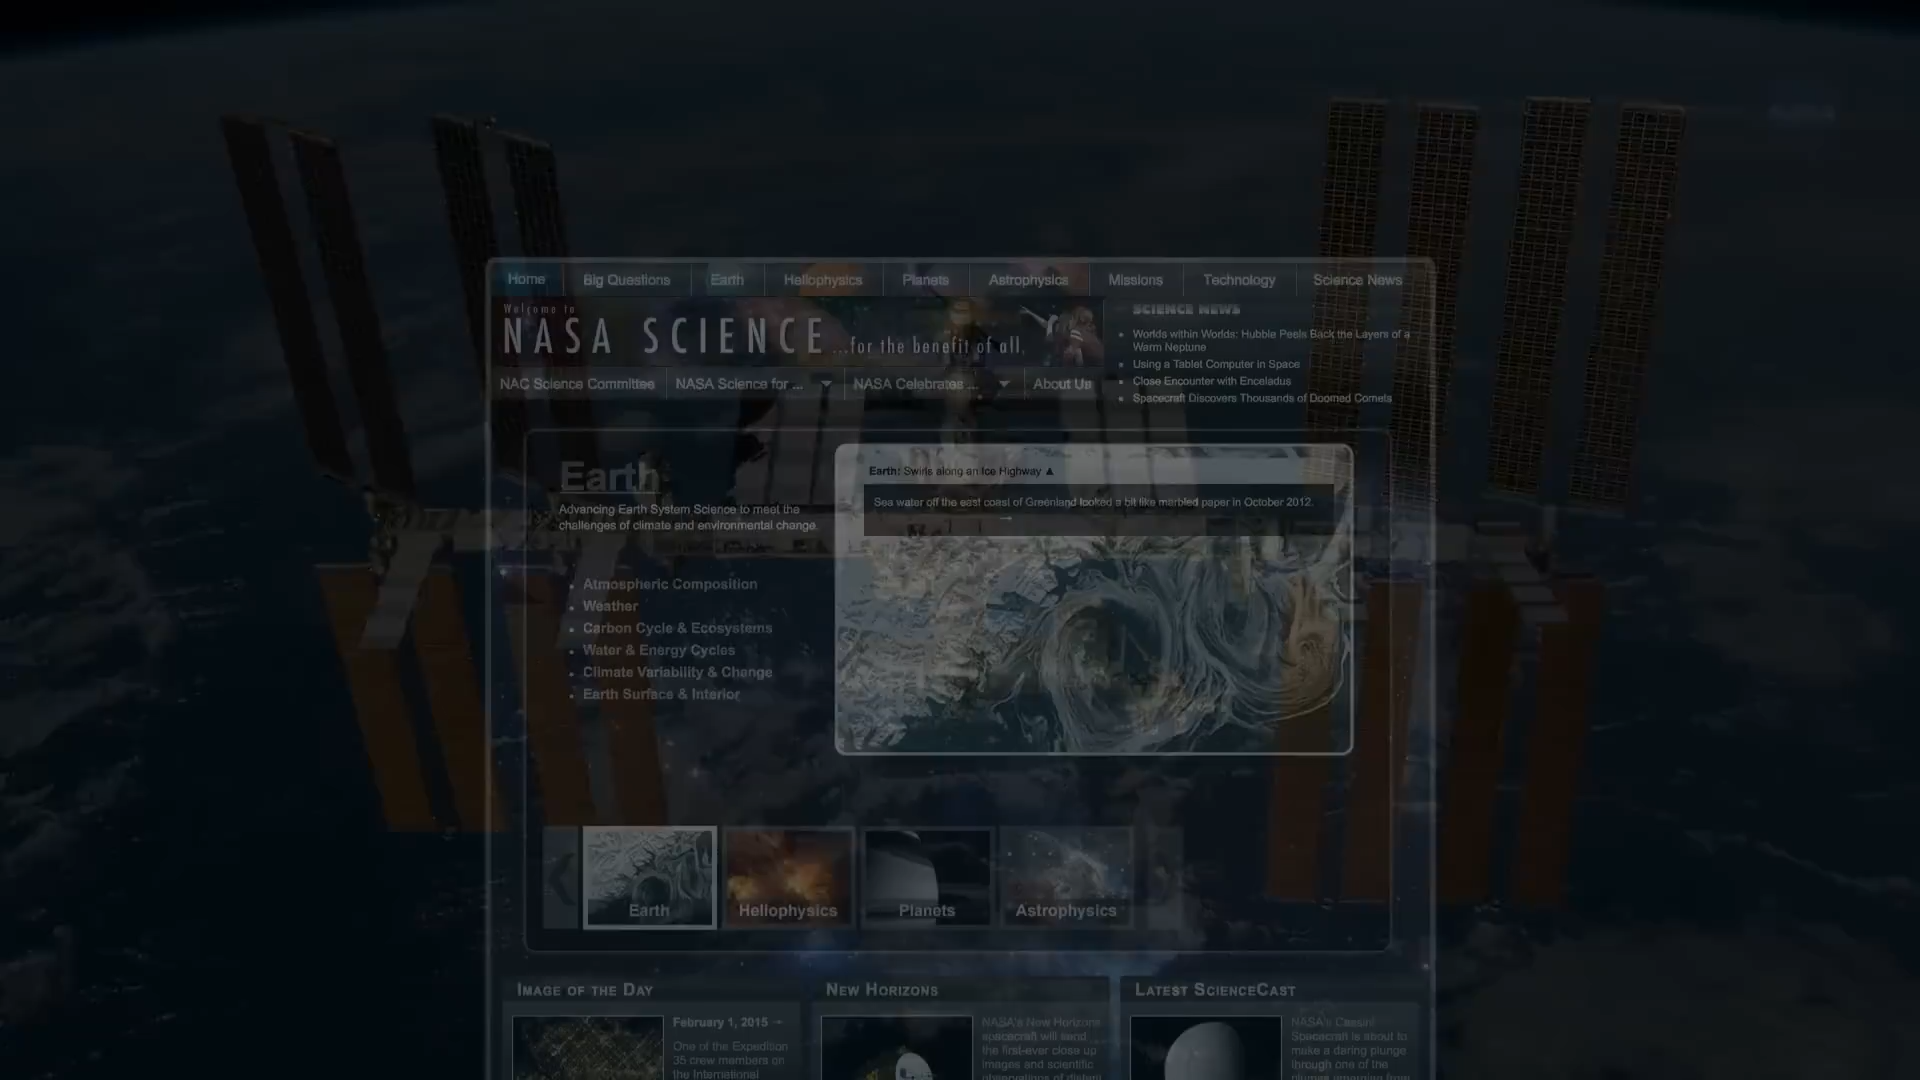 Home Big Questions Earth Heliophysics Planets Astrophysics Missions Technology Science News
Welcome to
NASA SCIENCE ...for the benefit of all.
NAC Science Committee NASA Science for ... NASA Celebrates ... About Us
SCIENCE NEWS
Worlds within Worlds: Hubble Peels Back the Layers of a
Warm Neptune
Using a Tablet Computer in Space
Close Encounter with Enceladus
Spacecraft Discovers Thousands of Doomed Comets
Earth
Advancing Earth System Science to meet the
challenges of climate and environmental change.
Atmospheric Composition
Weather
Carbon Cycle & Ecosystems
Water & Energy Cycles
Climate Variability & Change
Earth Surface & Interior
Earth: Swirls along an Ice Highway ▲
Sea water off the east coast of Greenland looked a bit like marbled paper in October 2012.
→
Earth Heliophysics Planets Astrophysics
IMAGE OF THE DAY
February 1, 2015 →
One of the Expedition
35 crew members on
the International
NEW HORIZONS
NASA's New Horizons
spacecraft will send
the first-ever close up
images and scientific
observations of distant
LATEST SCIENCECAST
NASA's Cassini
Spacecraft is about to
make a daring plunge
through one of the
plumes emerging from